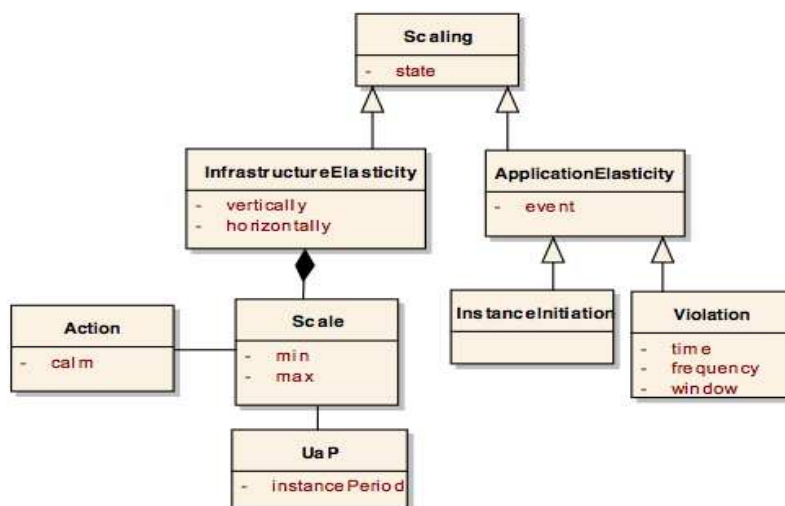 Scaling
- state
InfrastructureElasticity
- vertically
- horizontally
ApplicationElasticity
- event
InstanceInitiation
Violation
- time
- frequency
- window
Action
- calm
Scale
- min
- max
UaP
- instancePeriod